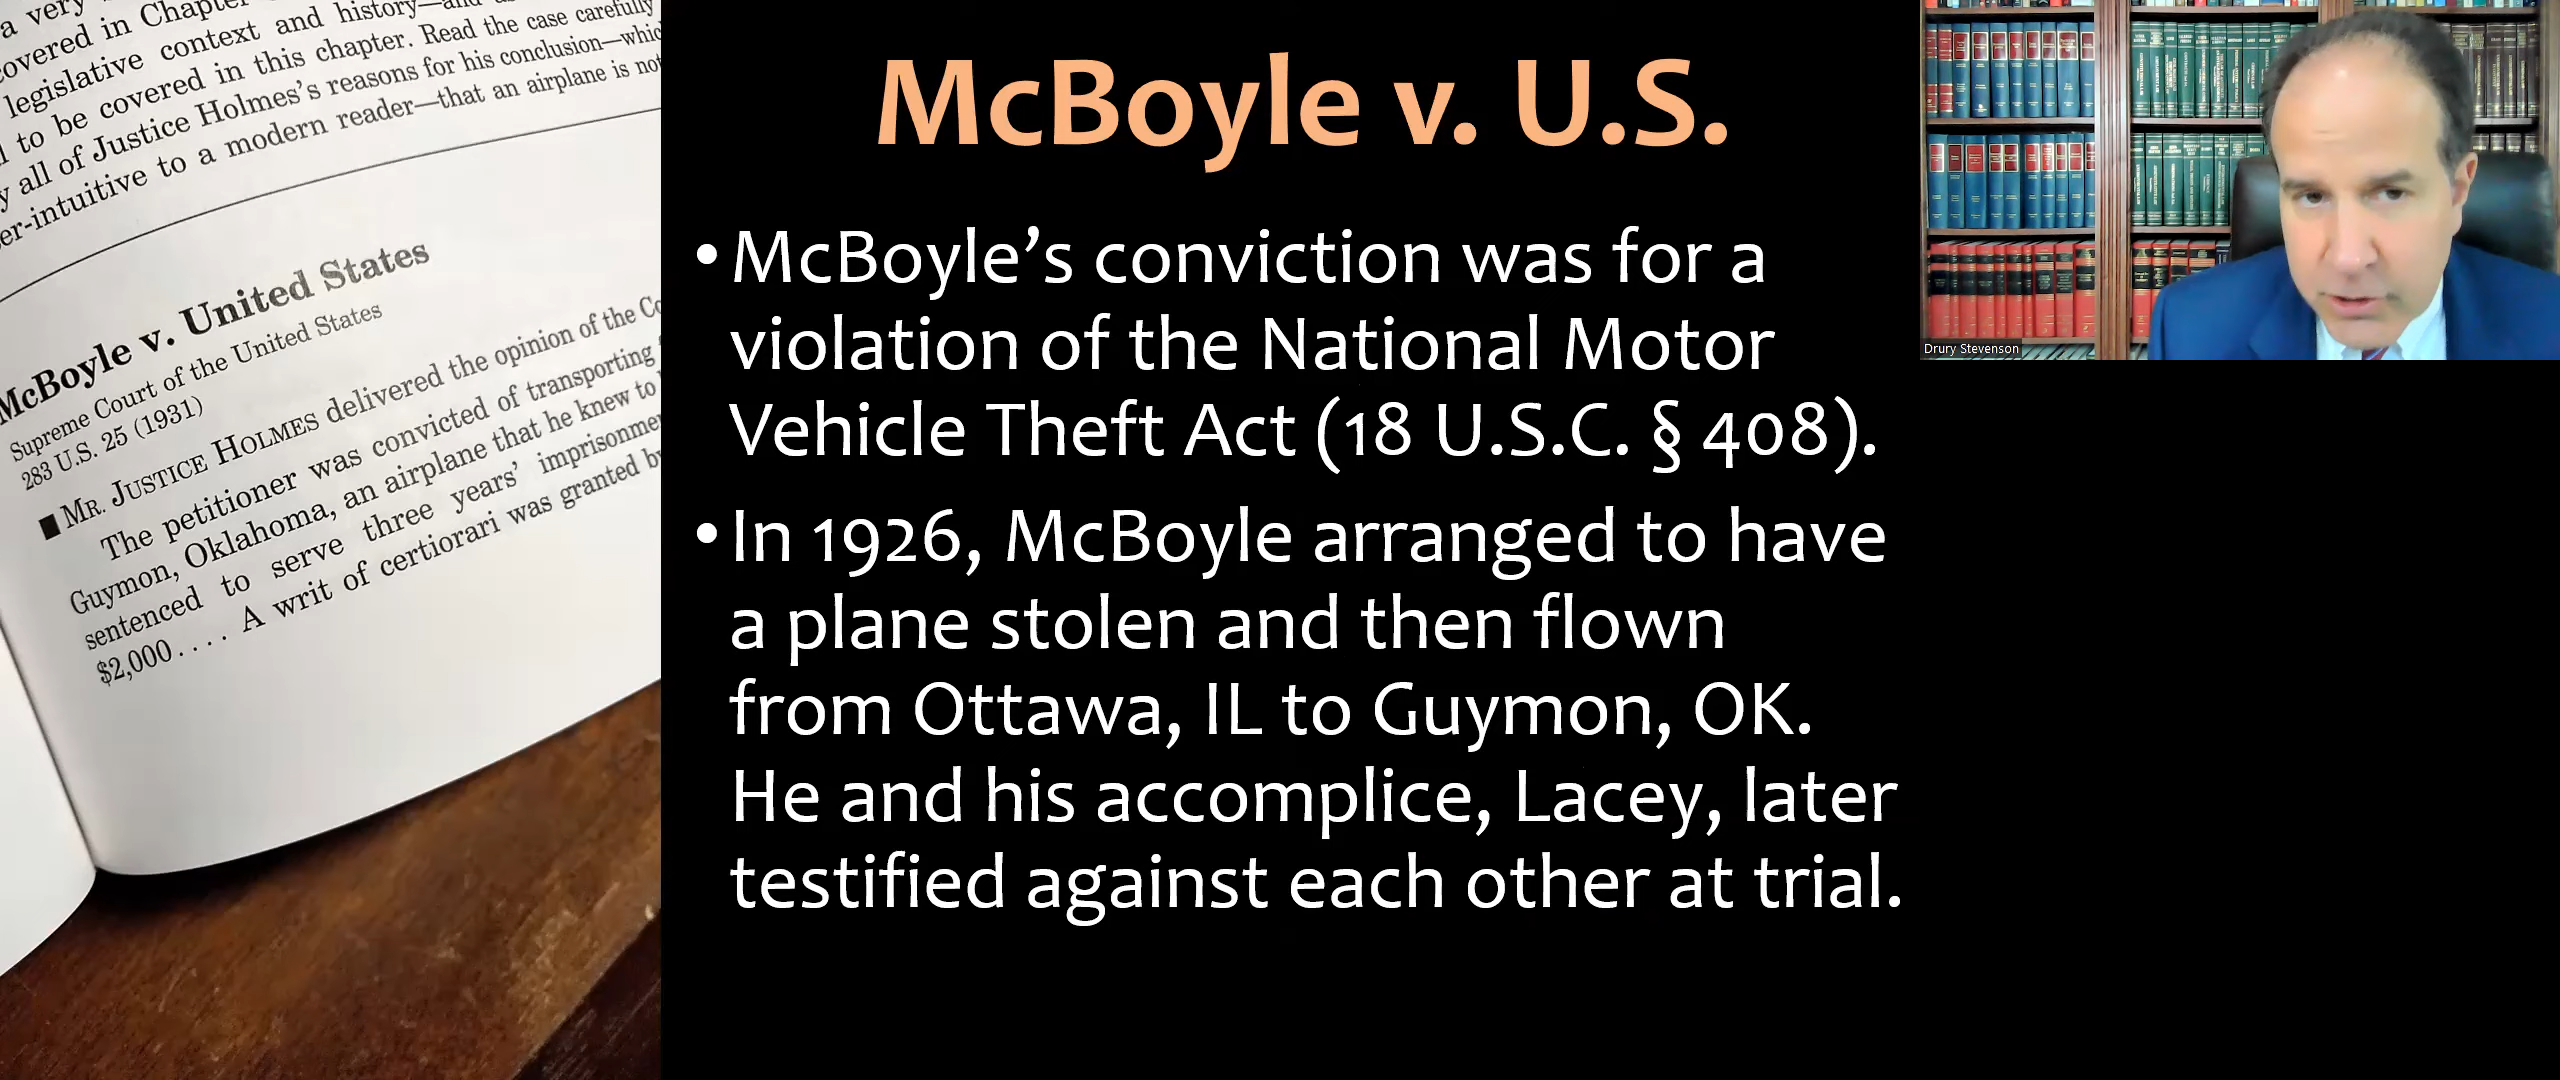 a very
covered in Chapter
legislative context and history—and
to be covered in this chapter. Read the case carefully
all of Justice Holmes's reasons for his conclusion—which
er-intuitive to a modern reader—that an airplane is not
McBoyle v. United States
Supreme Court of the United States
283 U.S. 25 (1931)
■ MR. JUSTICE HOLMES delivered the opinion of the Co
The petitioner was convicted of transporting
Guymon, Oklahoma, an airplane that he knew to
sentenced to serve three years' imprisonme
$2,000 . . . . A writ of certiorari was granted by
McBoyle v. U.S.
• McBoyle’s conviction was for a
violation of the National Motor
Vehicle Theft Act (18 U.S.C. § 408).
• In 1926, McBoyle arranged to have
a plane stolen and then flown
from Ottawa, IL to Guymon, OK.
He and his accomplice, Lacey, later
testified against each other at trial.
Drury Stevenson